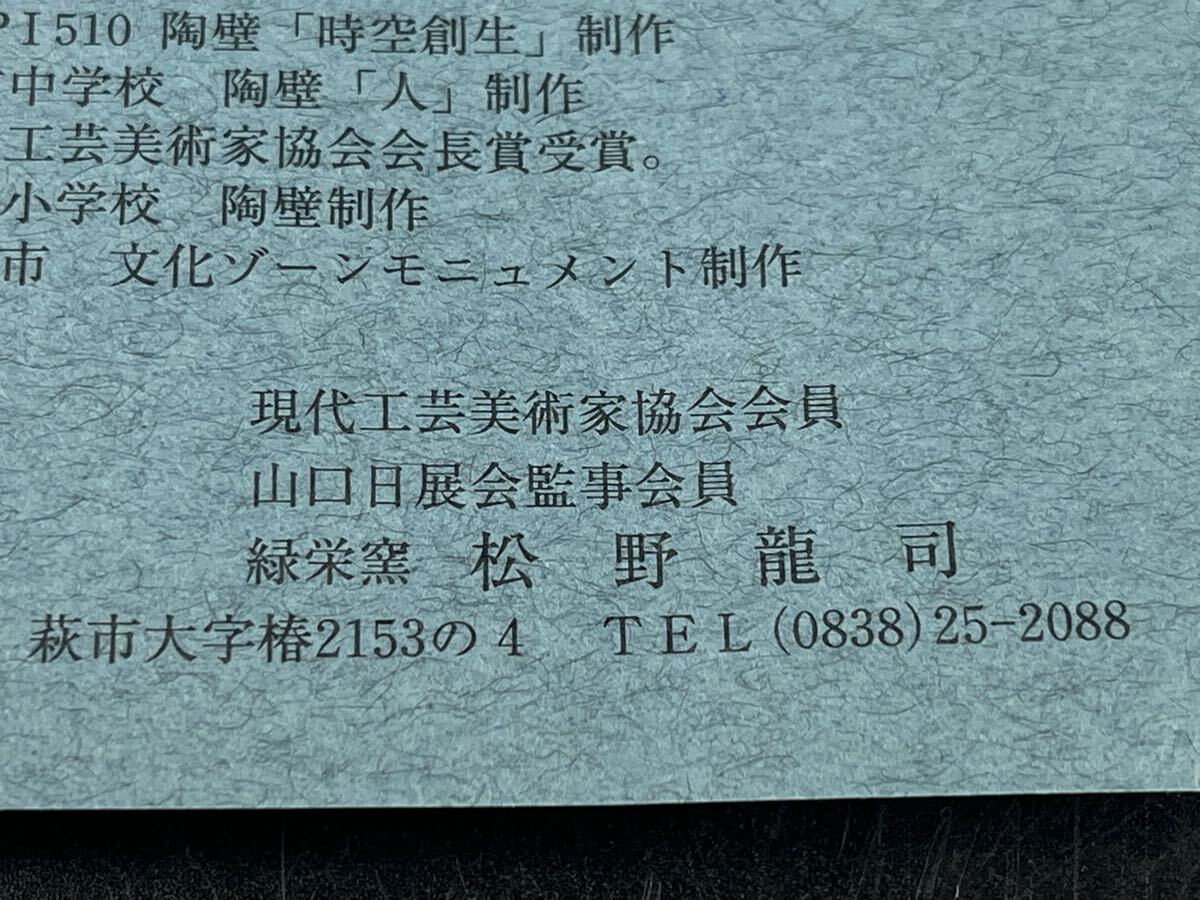 PI510 陶壁「時空創生」制作
中学校 陶壁「人」制作
工芸美術家協会会長賞受賞。
小学校 陶壁制作
市 文化ゾーンモニュメント制作
現代工芸美術家協会会員
山口日展会監事会員
緑栄窯 松野龍司
萩市大字椿2153の4 TEL(0838)25-2088